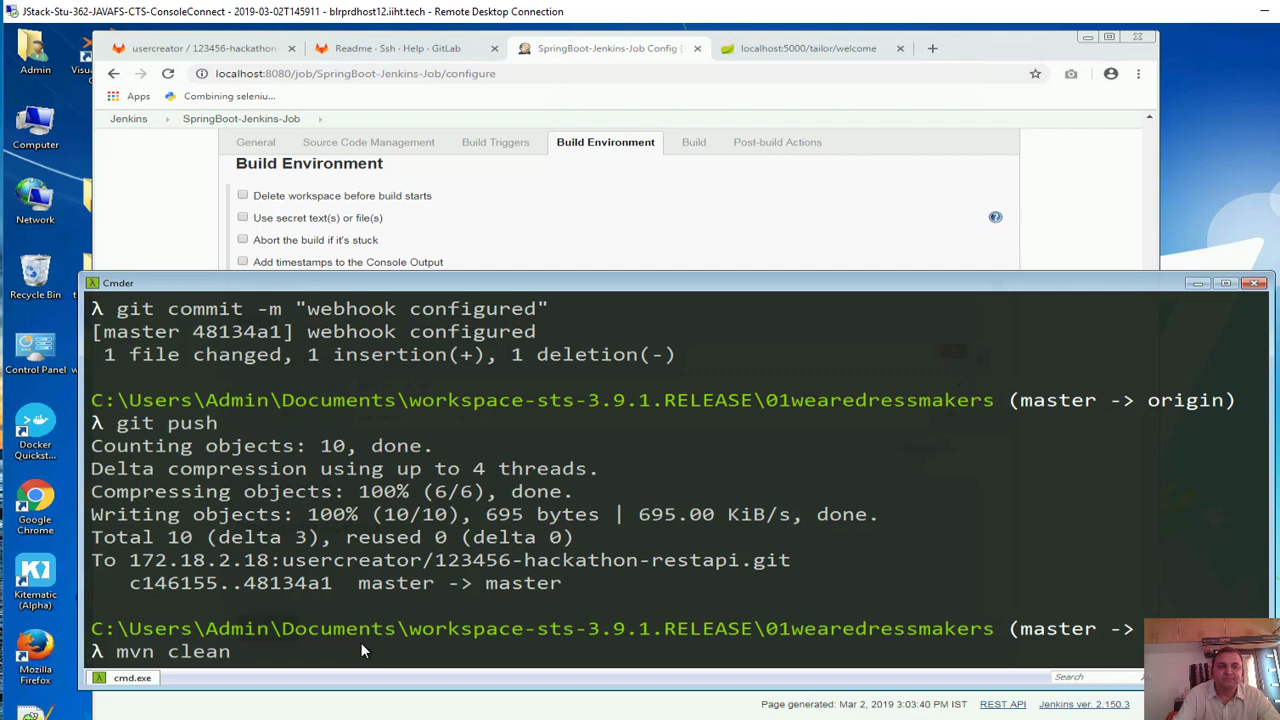 JStack-Stu-362-JAVAFS-CTS-ConsoleConnect - 2019-03-02T145911 - blrprdhost12.iiht.tech - Remote Desktop Connection
Admin
Computer
Network
Recycle Bin
Control Panel
Docker
Quickst...
Google
Chrome
Kitematic
(Alpha)
Mozilla
Firefox
usercreator / 123456-hackathon-
Readme · Ssh · Help · GitLab
SpringBoot-Jenkins-Job Config [
localhost:5000/tailor/welcome
localhost:8080/job/SpringBoot-Jenkins-Job/configure
Apps
Combining seleniu...
Jenkins
SpringBoot-Jenkins-Job
General
Source Code Management
Build Triggers
Build Environment
Build
Post-build Actions
Build Environment
Delete workspace before build starts
Use secret text(s) or file(s)
Abort the build if it's stuck
Add timestamps to the Console Output
Cmder
λ git commit -m "webhook configured"
[master 48134a1] webhook configured
1 file changed, 1 insertion(+), 1 deletion(-)
C:\Users\Admin\Documents\workspace-sts-3.9.1.RELEASE\01wearedressmakers (master -> origin)
λ git push
Counting objects: 10, done.
Delta compression using up to 4 threads.
Compressing objects: 100% (6/6), done.
Writing objects: 100% (10/10), 695 bytes | 695.00 KiB/s, done.
Total 10 (delta 3), reused 0 (delta 0)
To 172.18.2.18:usercreator/123456-hackathon-restapi.git
c146155..48134a1  master -> master
C:\Users\Admin\Documents\workspace-sts-3.9.1.RELEASE\01wearedressmakers (master ->
λ mvn clean
cmd.exe
Search
Page generated: Mar 2, 2019 3:03:40 PM IST
REST API
Jenkins ver. 2.150.3